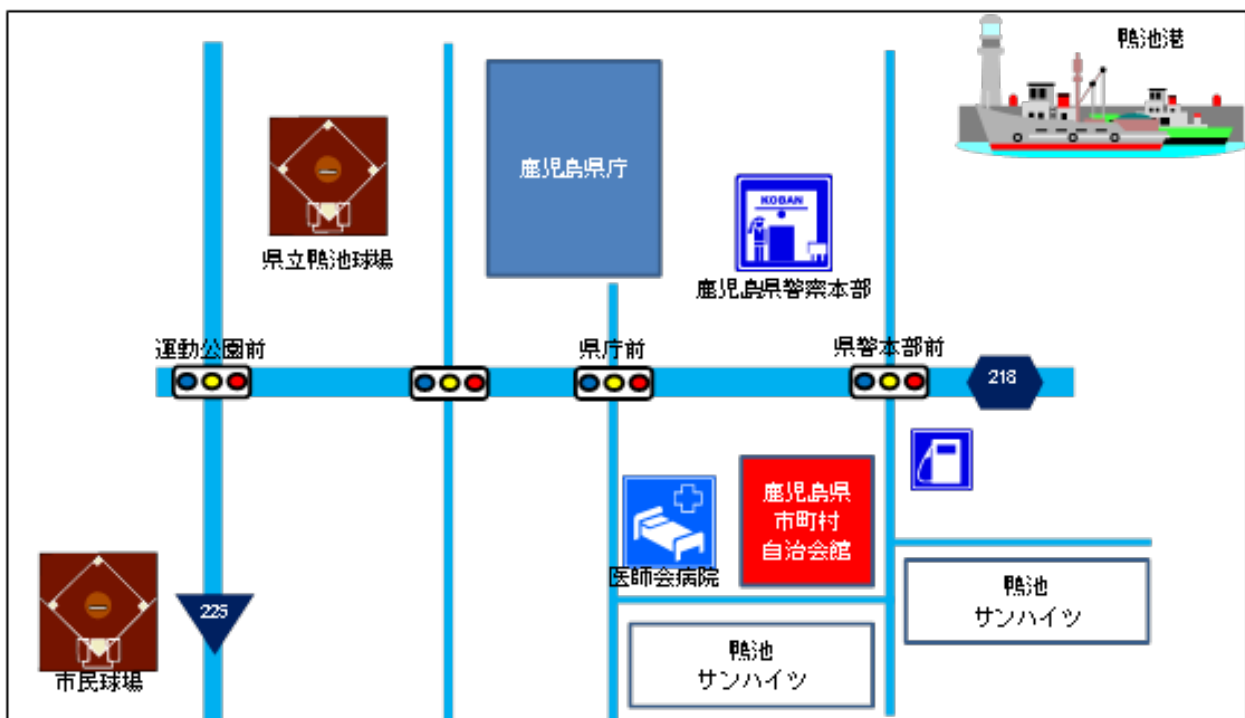 鴨池港
鹿児島県庁
KOBAN
県立鴨池球場
鹿児島県警察本部
運動公園前
県庁前
県警本部前
218
鹿児島県
市町村
自治会館
医師会病院
鴨池
サンハイツ
225
鴨池
サンハイツ
市民球場